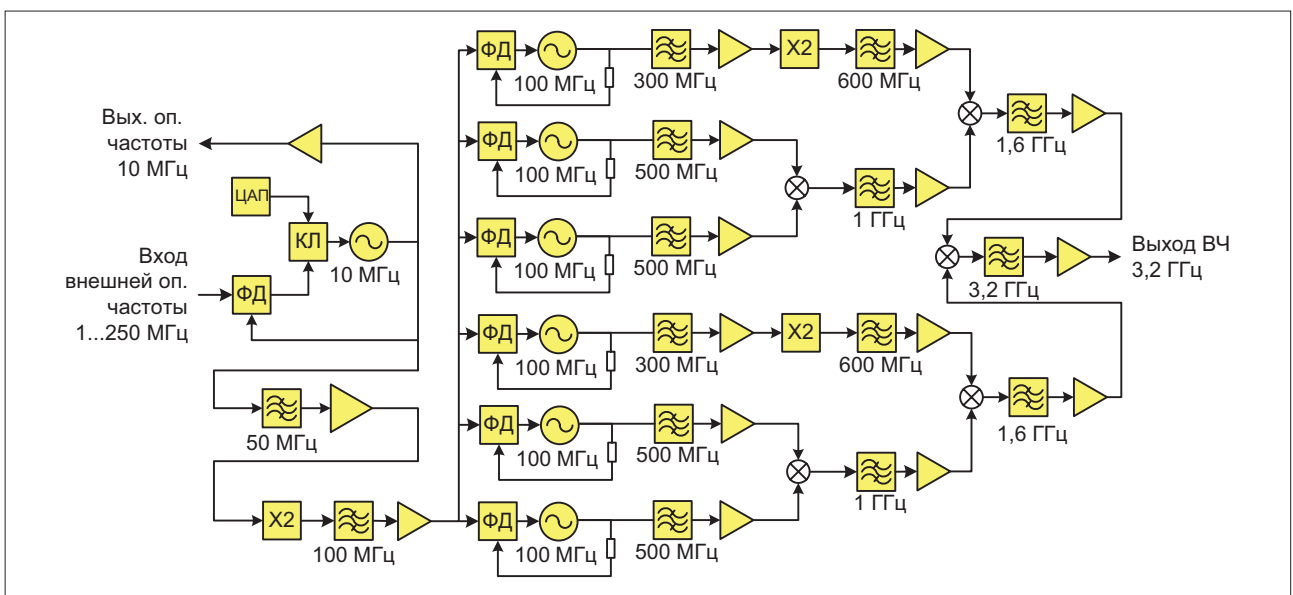 ФД
100 МГц
300 МГц
X2
600 МГц
1,6 ГГц
Вых. оп.
частоты
10 МГц
ФД
100 МГц
500 МГц
1 ГГц
ЦАП
КЛ
10 МГц
Вход
внешней оп.
частоты
1...250 МГц
ФД
ФД
100 МГц
500 МГц
3,2 ГГц
Выход ВЧ
3,2 ГГц
ФД
100 МГц
300 МГц
X2
600 МГц
1,6 ГГц
50 МГц
ФД
100 МГц
500 МГц
1 ГГц
X2
100 МГц
ФД
100 МГц
500 МГц